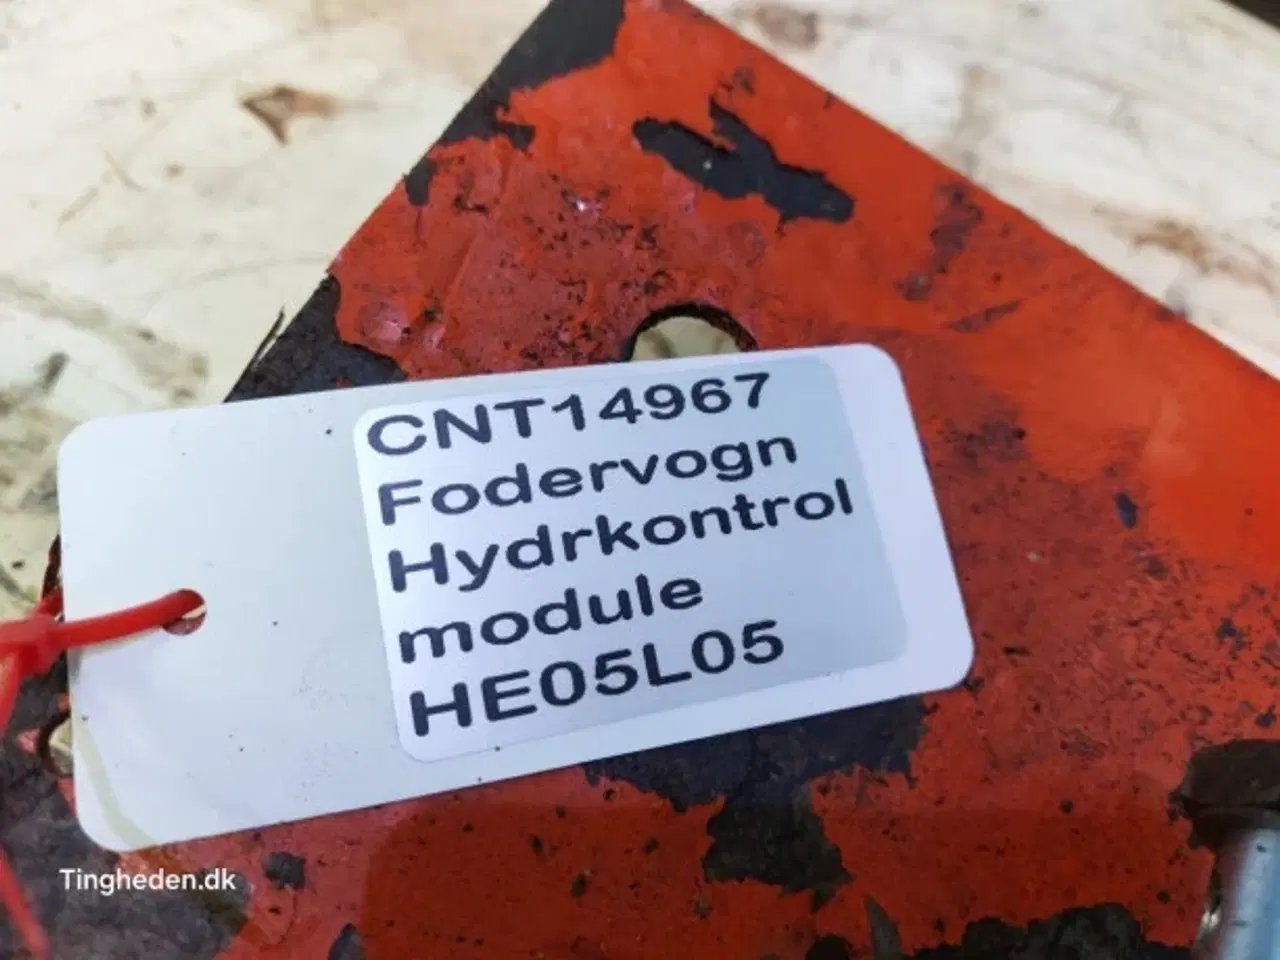 CNT14967
Fodervogn
Hydrkontrol
module
HE05L05
Tingheden.dk